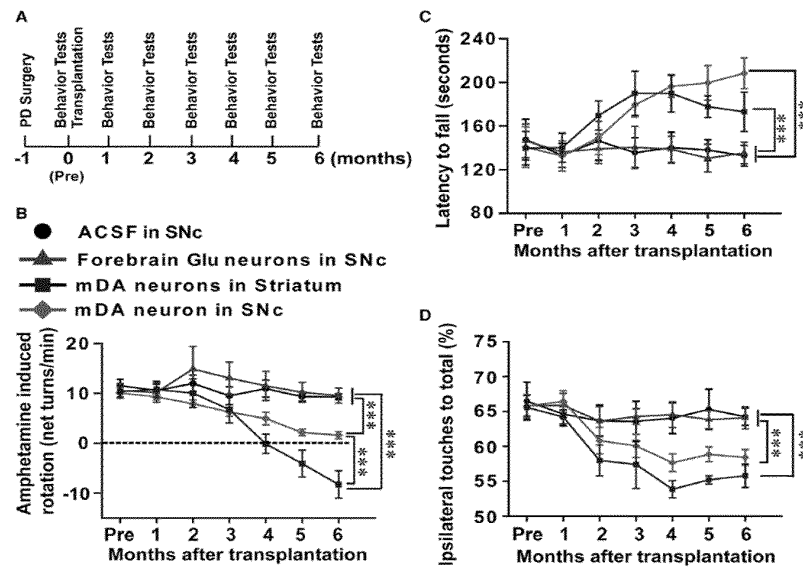 A
PD Surgery
Behavior Tests
Transplantation
Behavior Tests
Behavior Tests
Behavior Tests
Behavior Tests
Behavior Tests
Behavior Tests
-1 0 1 2 3 4 5 6 (months)
(Pre)
B
ACSF in SNc
Forebrain Glu neurons in SNc
mDA neurons in Striatum
mDA neuron in SNc
Amphetamine induced
rotation (net turns/min)
20
10
0
-10
***
***
***
Pre 1 2 3 4 5 6
Months after transplantation
C
Latency to fall (seconds)
240
200
160
120
80
***
***
Pre 1 2 3 4 5 6
Months after transplantation
D
Ipsilateral touches to total (%)
75
70
65
60
55
50
***
***
Pre 1 2 3 4 5 6
Months after transplantation